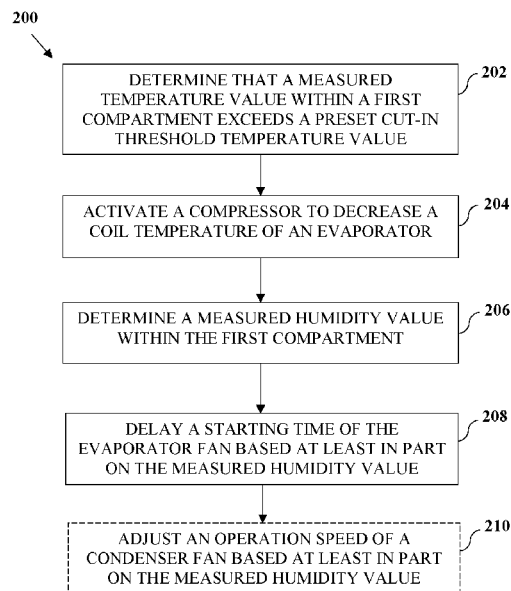 200
DETERMINE THAT A MEASURED
TEMPERATURE VALUE WITHIN A FIRST
COMPARTMENT EXCEEDS A PRESET CUT-IN
THRESHOLD TEMPERATURE VALUE
202
ACTIVATE A COMPRESSOR TO DECREASE A
COIL TEMPERATURE OF AN EVAPORATOR
204
DETERMINE A MEASURED HUMIDITY VALUE
WITHIN THE FIRST COMPARTMENT
206
DELAY A STARTING TIME OF THE
EVAPORATOR FAN BASED AT LEAST IN PART
ON THE MEASURED HUMIDITY VALUE
208
ADJUST AN OPERATION SPEED OF A
CONDENSER FAN BASED AT LEAST IN PART
ON THE MEASURED HUMIDITY VALUE
210